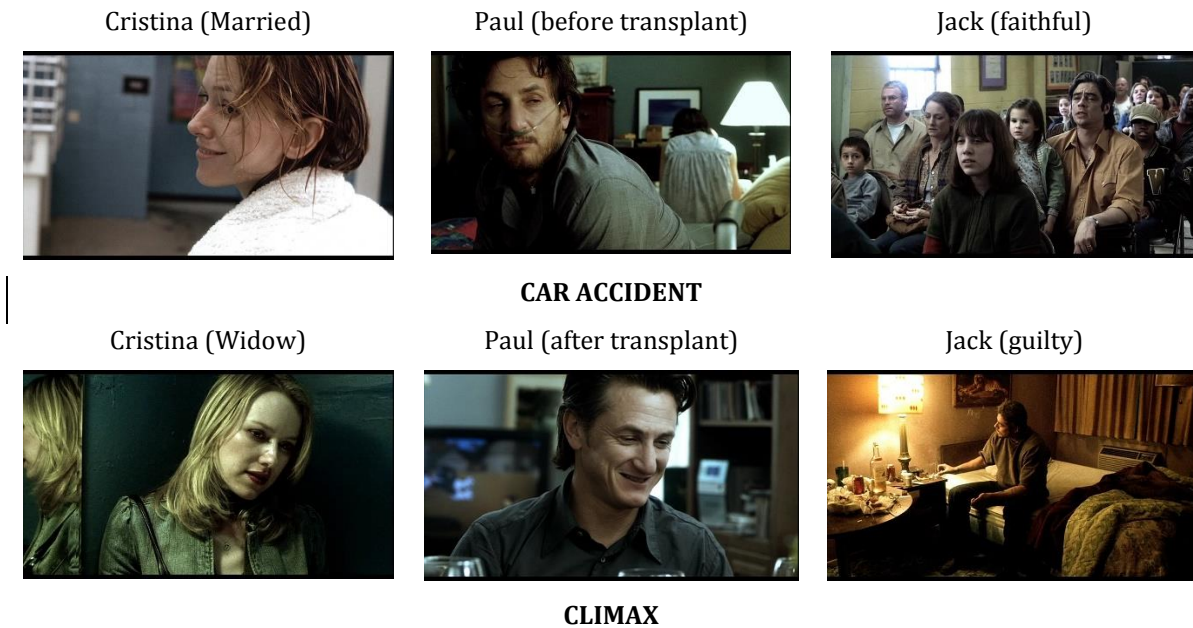 Cristina (Married) Paul (before transplant) Jack (faithful)
CAR ACCIDENT
Cristina (Widow) Paul (after transplant) Jack (guilty)
CLIMAX